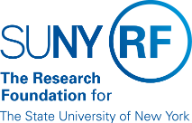 SUNY RF
The Research
Foundation for
The State University of New York